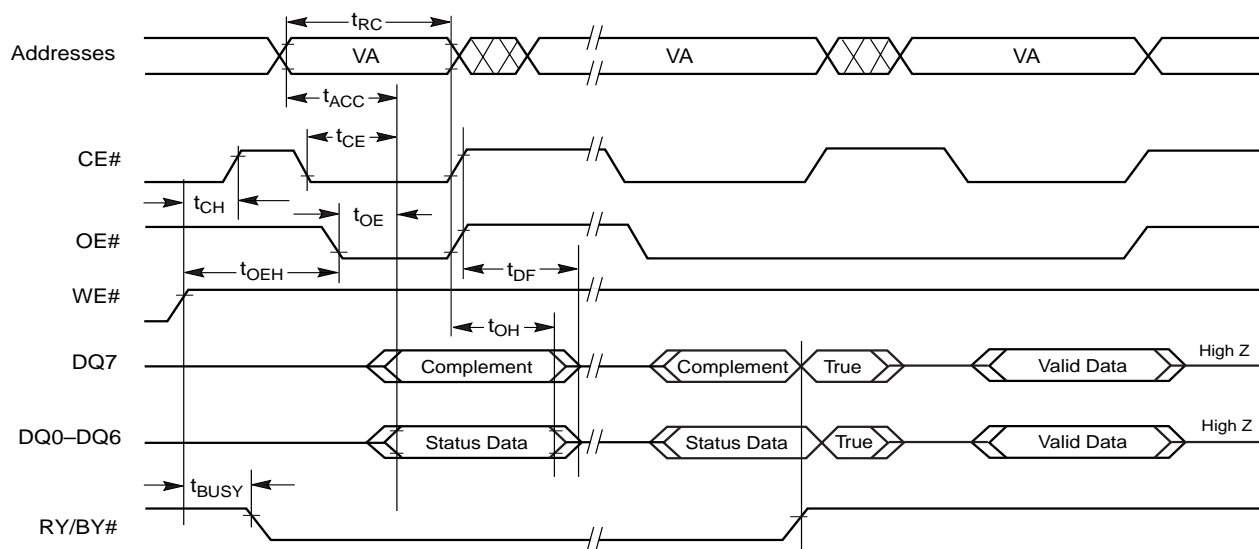 tRC
Addresses VA VA VA
tACC
tCE
CE#
tCH tOE
OE#
tOEH tDF
WE#
tOH
DQ7 Complement Complement True Valid Data High Z
DQ0–DQ6 Status Data Status Data True Valid Data High Z
tBUSY
RY/BY#